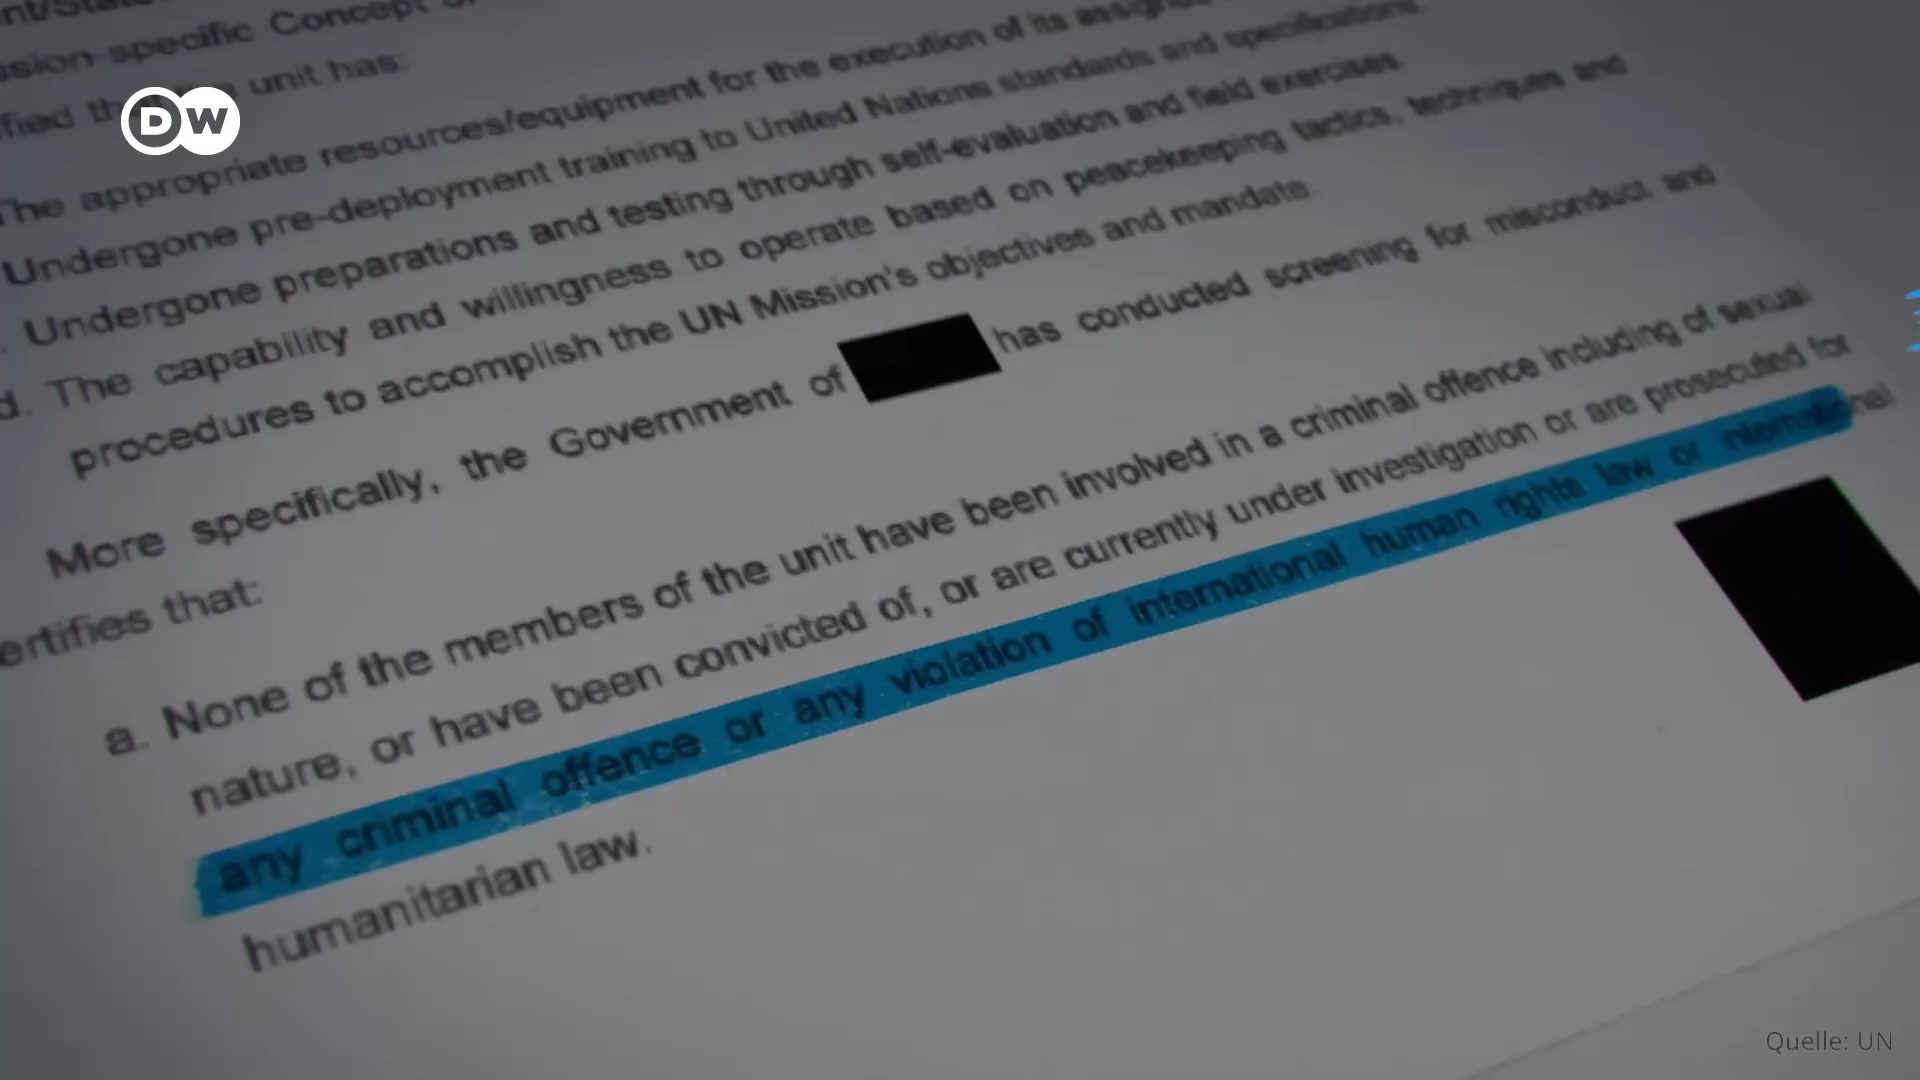 unit has:
DW
The appropriate resources/equipment for the execution of its assigned
Undergone pre-deployment training to United Nations standards and specifications.
Undergone preparations and testing through self-evaluation and field exercises.
d. The capability and willingness to operate based on peacekeeping tactics, techniques and
procedures to accomplish the UN Mission's objectives and mandate.
More specifically, the Government of has conducted screening for misconduct and
ertifies that:
a. None of the members of the unit have been involved in a criminal offence including of sexual
nature, or have been convicted of, or are currently under investigation or are prosecuted for
any criminal offence or any violation of international human rights law or international
humanitarian law.
Quelle: UN